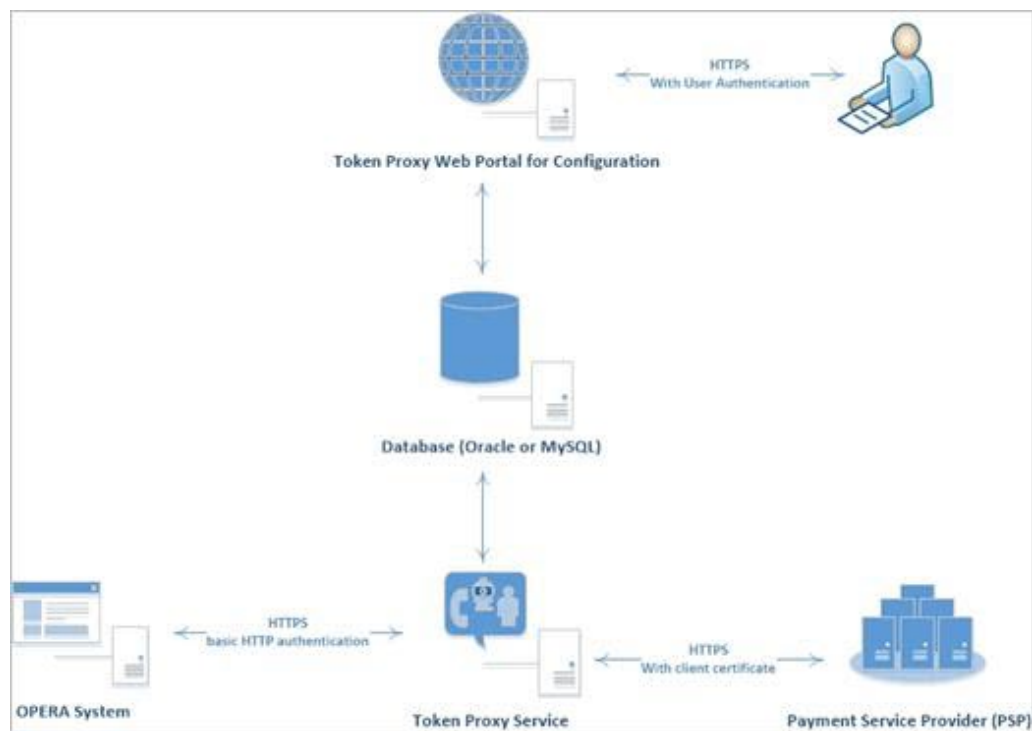 HTTPS
With User Authentication
Token Proxy Web Portal for Configuration
Database (Oracle or MySQL)
HTTPS
basic HTTP authentication
HTTPS
With client certificate
OPERA System
Token Proxy Service
Payment Service Provider (PSP)